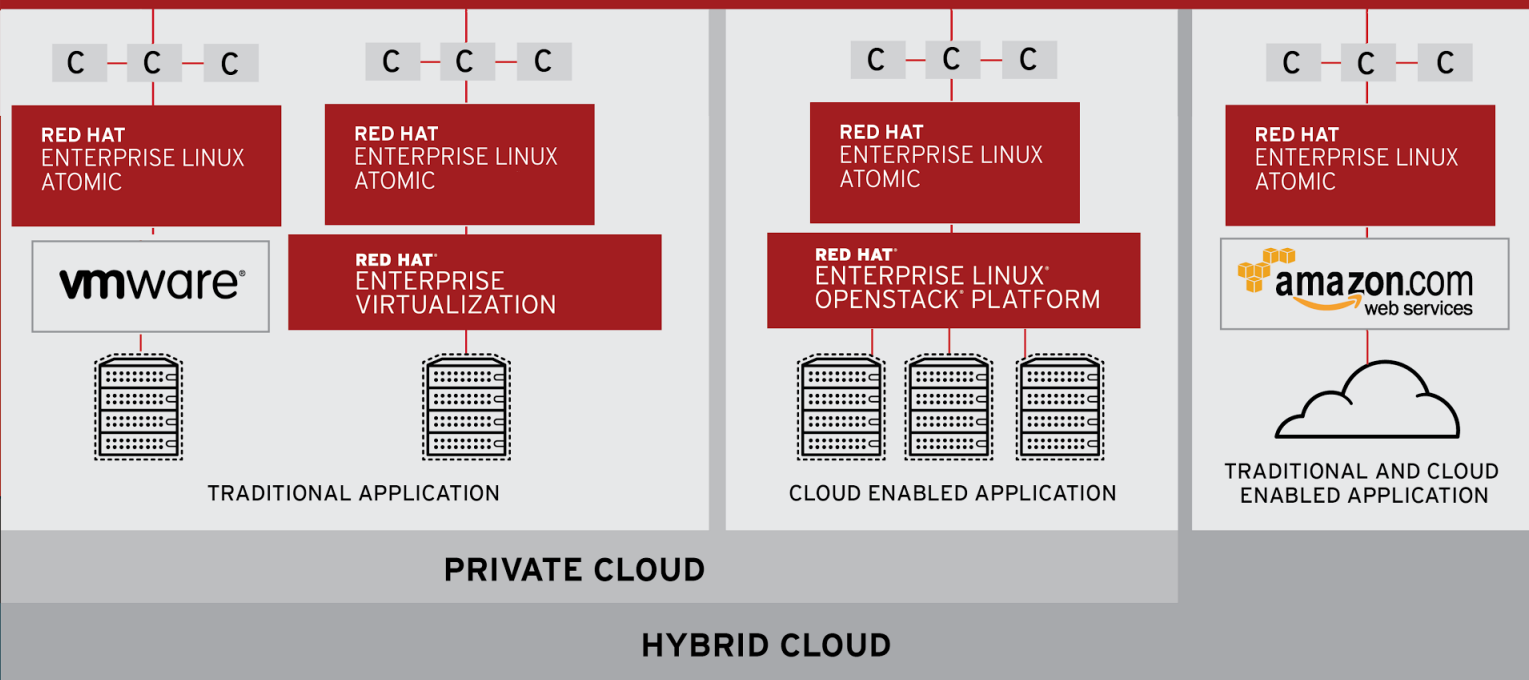 C C C
RED HAT
ENTERPRISE LINUX
ATOMIC
vmware®
C C C
RED HAT
ENTERPRISE LINUX
ATOMIC
RED HAT®
ENTERPRISE
VIRTUALIZATION
TRADITIONAL APPLICATION
C C C
RED HAT
ENTERPRISE LINUX
ATOMIC
RED HAT®
ENTERPRISE LINUX®
OPENSTACK® PLATFORM
CLOUD ENABLED APPLICATION
C C C
RED HAT
ENTERPRISE LINUX
ATOMIC
amazon.com
web services
TRADITIONAL AND CLOUD
ENABLED APPLICATION
PRIVATE CLOUD
HYBRID CLOUD